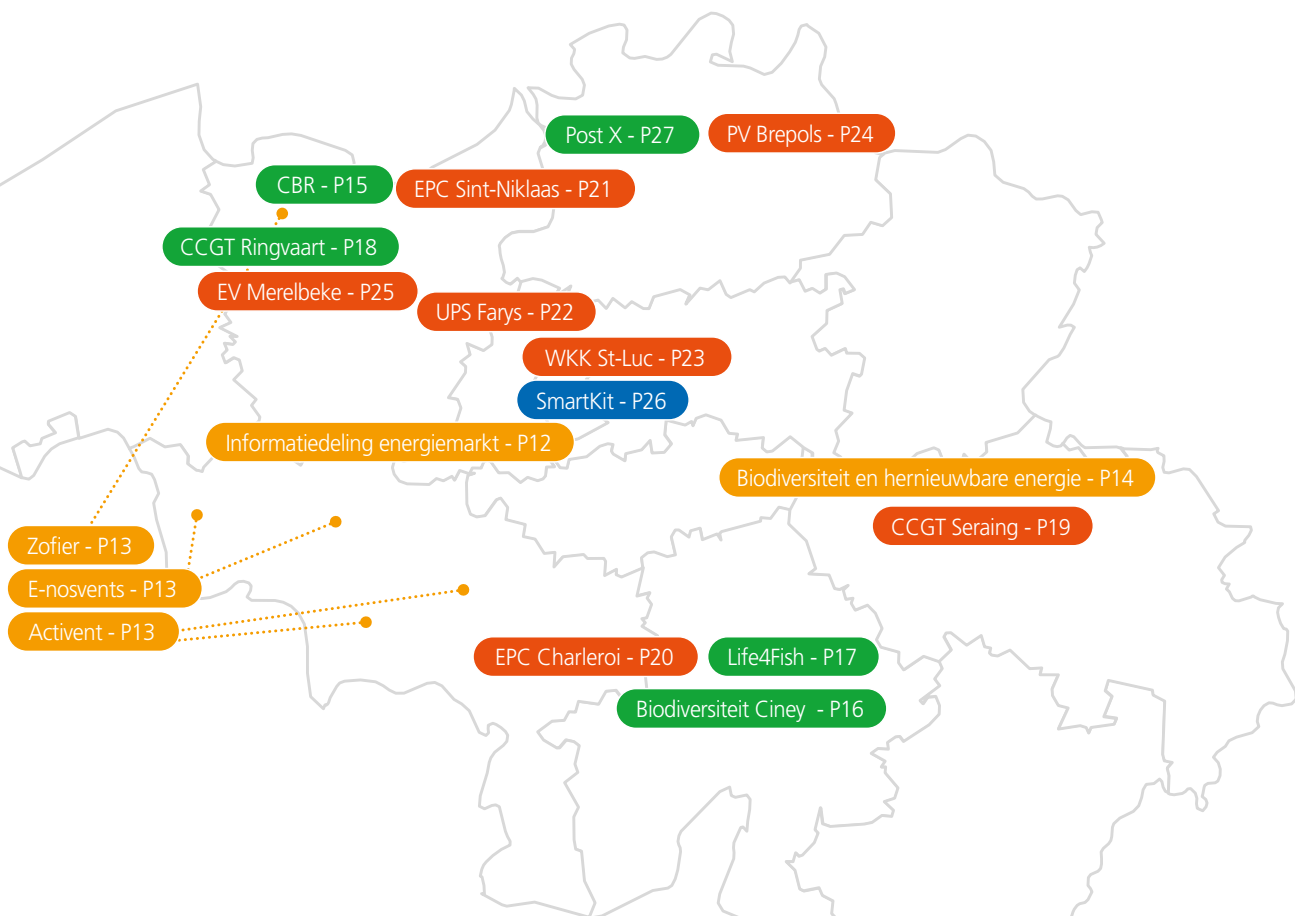 Post X - P27
PV Brepols - P24
CBR - P15
EPC Sint-Niklaas - P21
CCGT Ringvaart - P18
EV Merelbeke - P25
UPS Farys - P22
WKK St-Luc - P23
SmartKit - P26
Informatiedeling energiemarkt - P12
Biodiversiteit en hernieuwbare energie - P14
CCGT Seraing - P19
Zofier - P13
E-nosvents - P13
Activent - P13
EPC Charleroi - P20
Life4Fish - P17
Biodiversiteit Ciney - P16